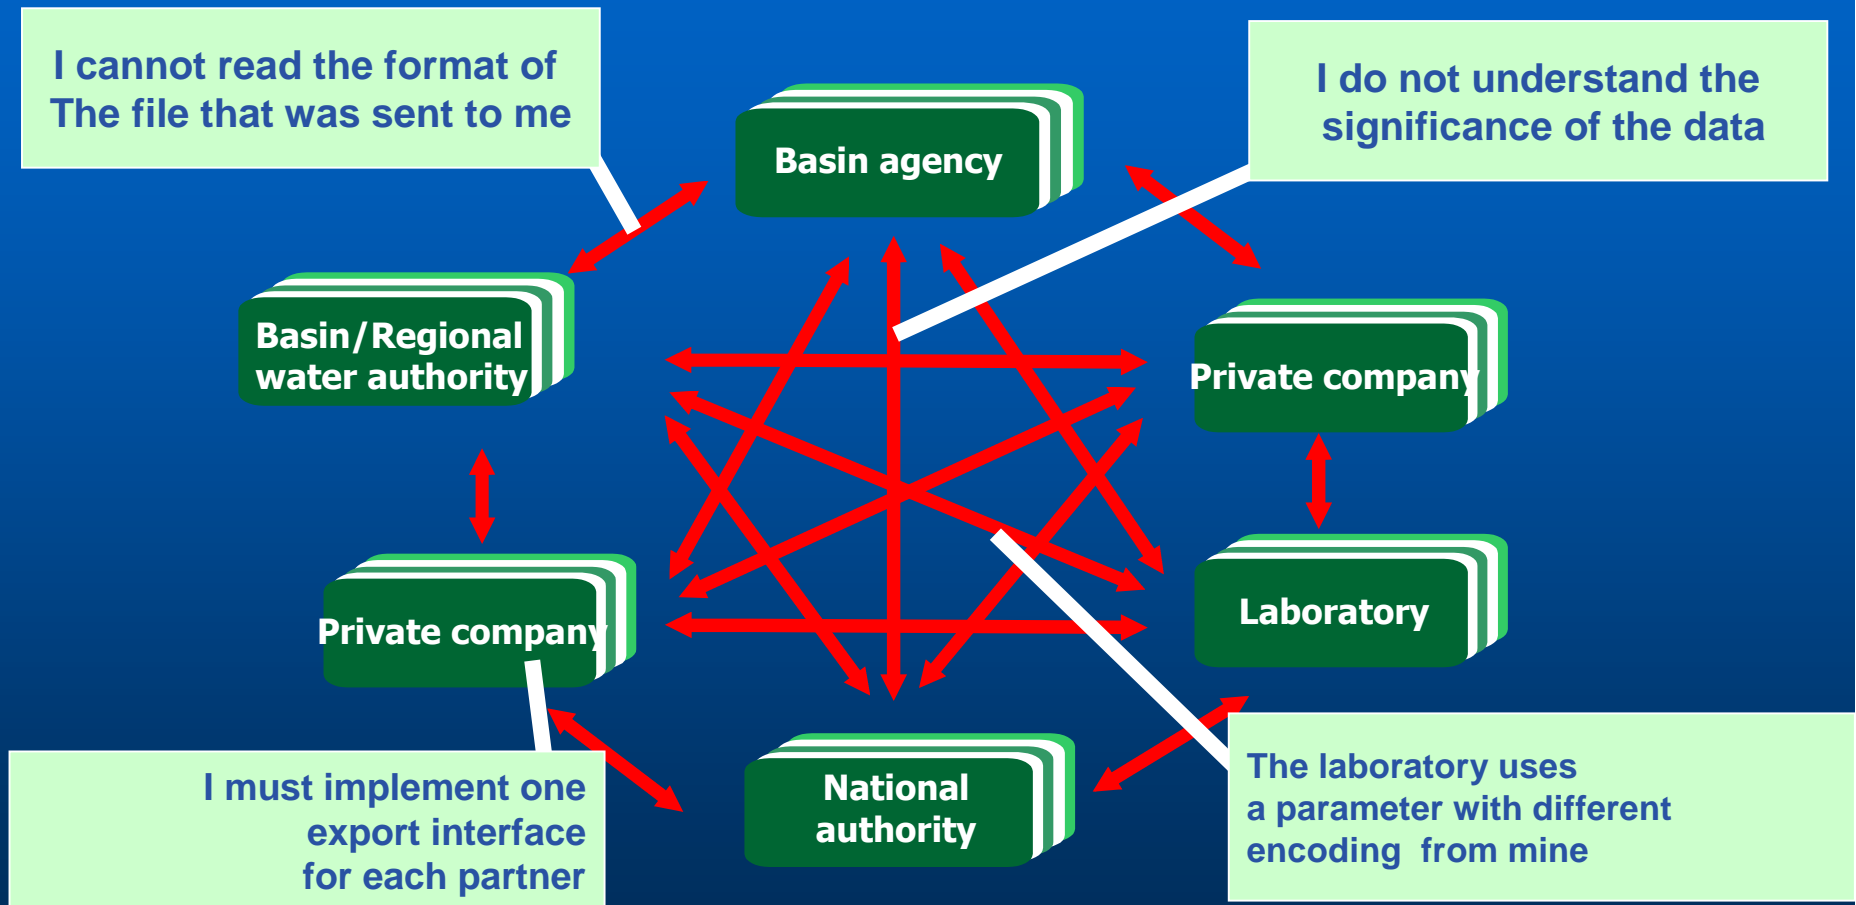 I cannot read the format of
The file that was sent to me
I do not understand the
significance of the data
Basin agency
Basin/Regional
water authority
Private company
Private company
Laboratory
National
authority
I must implement one
export interface
for each partner
The laboratory uses
a parameter with different
encoding from mine